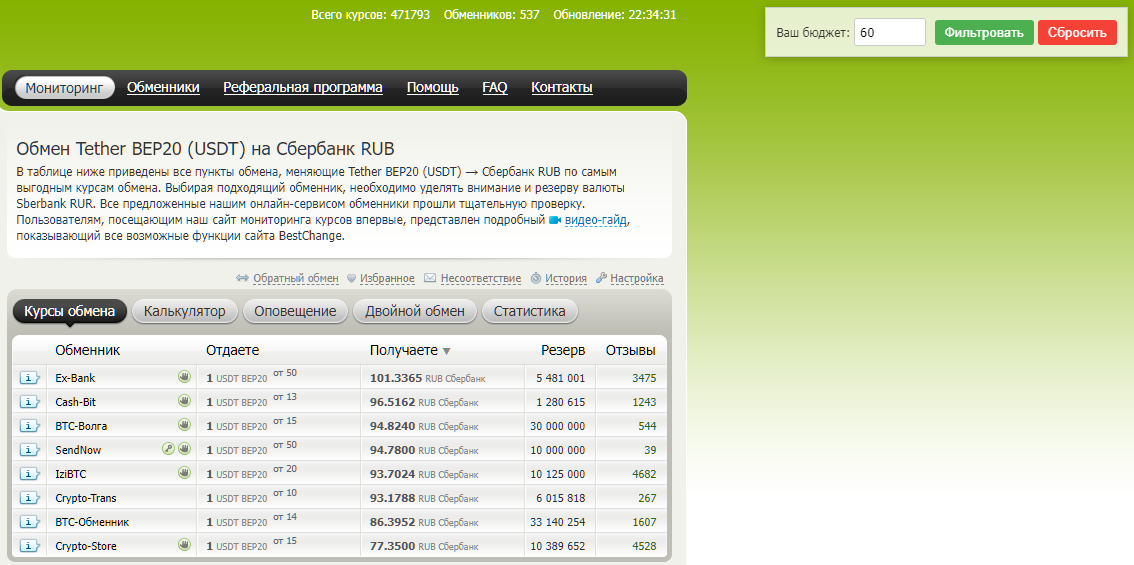 Всего курсов: 471793 Обменников: 537 Обновление: 22:34:31
Ваш бюджет: 60 Фильтровать Сбросить
Мониторинг Обменники Реферальная программа Помощь FAQ Контакты
Обмен Tether BEP20 (USDT) на Сбербанк RUB
В таблице ниже приведены все пункты обмена, меняющие Tether BEP20 (USDT) → Сбербанк RUB по самым
выгодным курсам обмена. Выбирая подходящий обменник, необходимо уделять внимание и резерву валюты
Sberbank RUR. Все предложенные нашим онлайн-сервисом обменники прошли тщательную проверку.
Пользователям, посещающим наш сайт мониторинга курсов впервые, представлен подробный видео-гайд,
показывающий все возможные функции сайта BestChange.
Обратный обмен Избранное Несоответствие История Настройка
Курсы обмена Калькулятор Оповещение Двойной обмен Статистика
Обменник Отдаете Получаете Резерв Отзывы
Ex-Bank 1 USDT BEP20 от 50 101.3365 RUB Сбербанк 5 481 001 3475
Cash-Bit 1 USDT BEP20 от 13 96.5162 RUB Сбербанк 1 280 615 1243
BTC-Волга 1 USDT BEP20 от 15 94.8240 RUB Сбербанк 30 000 000 544
SendNow 1 USDT BEP20 от 50 94.7800 RUB Сбербанк 10 000 000 39
IziBTC 1 USDT BEP20 от 20 93.7024 RUB Сбербанк 10 125 000 4682
Crypto-Trans 1 USDT BEP20 от 10 93.1788 RUB Сбербанк 6 015 818 267
BTC-Обменник 1 USDT BEP20 от 14 86.3952 RUB Сбербанк 33 140 254 1607
Crypto-Store 1 USDT BEP20 от 15 77.3500 RUB Сбербанк 10 389 652 4528